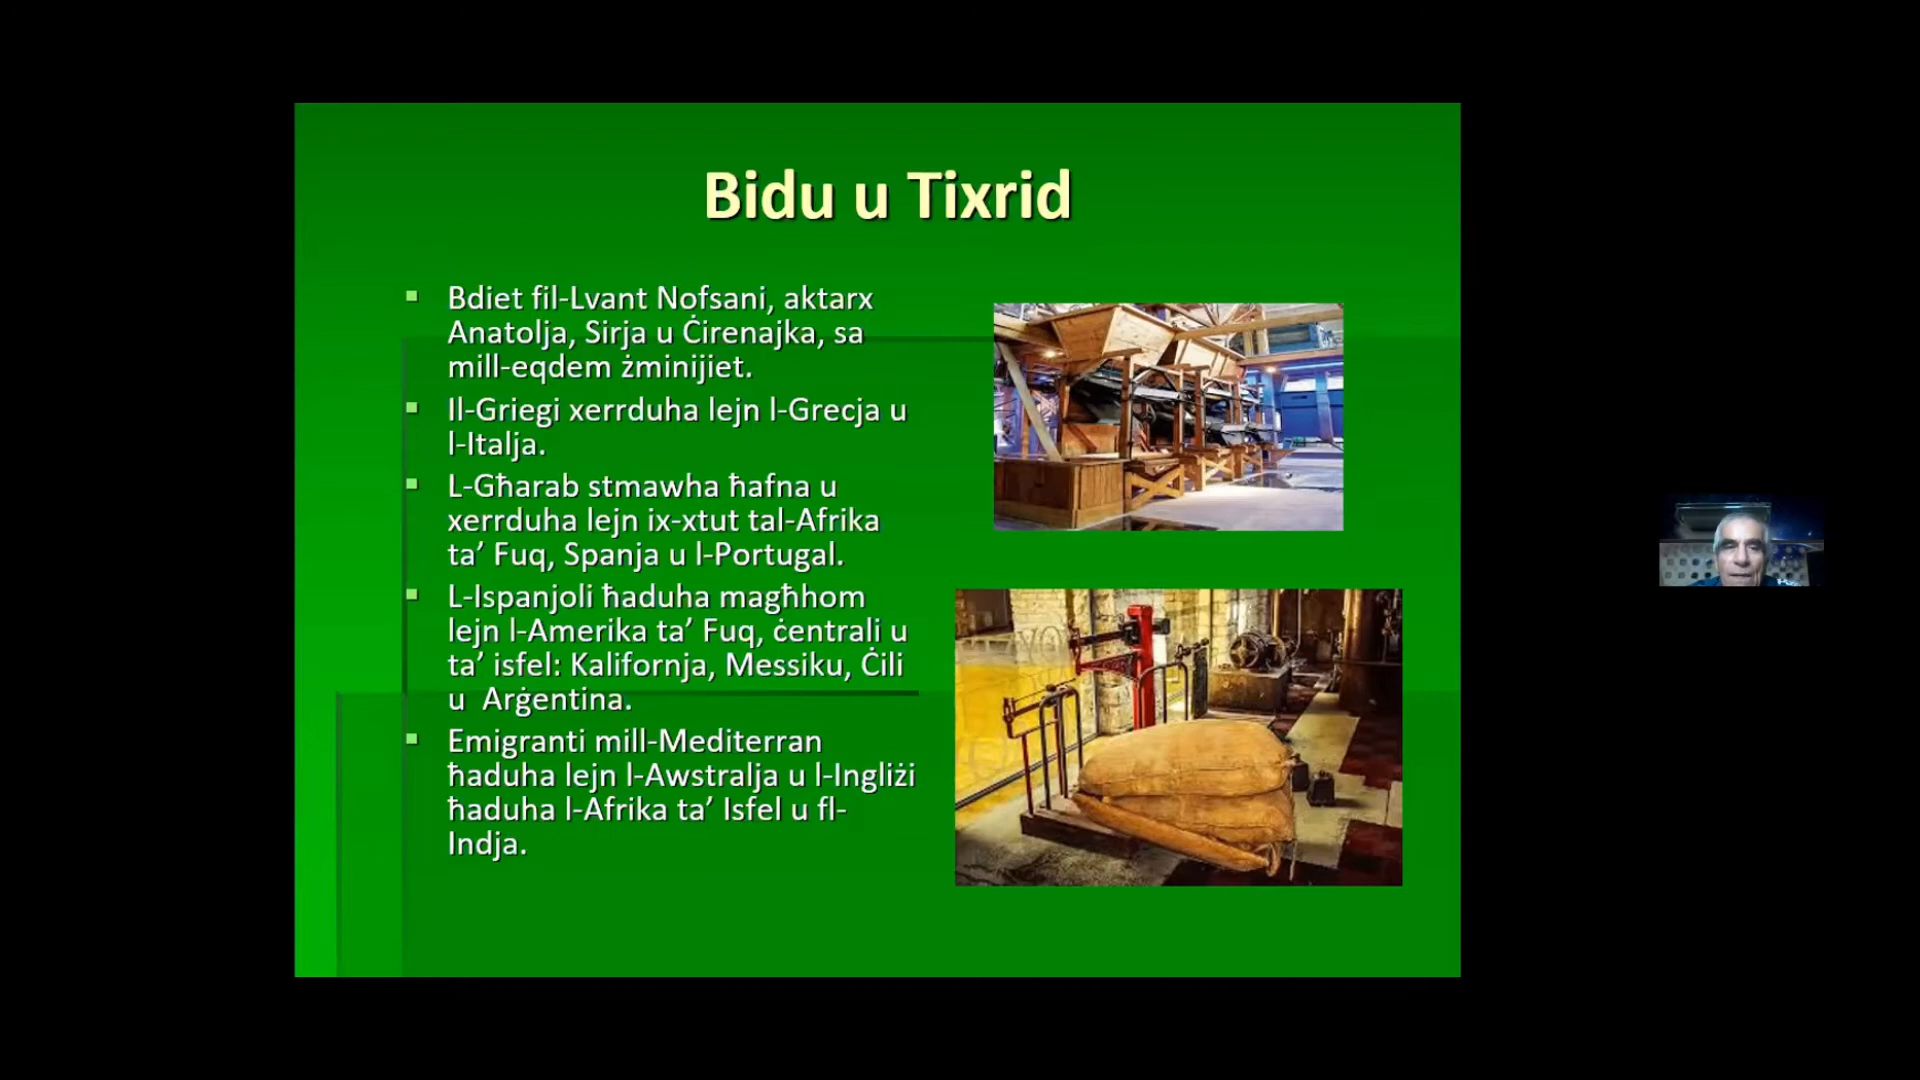 Bidu u Tixrid
Bdiet fil-Lvant Nofsani, aktarx
Anatolja, Sirja u Ċirenajka, sa
mill-eqdem żminijiet.
Il-Griegi xerrduha lejn l-Grecja u
l-Italja.
L-Għarab stmawha ħafna u
xerrduha lejn ix-xtut tal-Afrika
ta’ Fuq, Spanja u l-Portugal.
L-Ispanjoli ħaduha magħhom
lejn l-Amerika ta’ Fuq, ċentrali u
ta’ isfel: Kalifornja, Messiku, Ċili
u  Arġentina.
Emigranti mill-Mediterran
ħaduha lejn l-Awstralja u l-Ingliżi
ħaduha l-Afrika ta’ Isfel u fl-
Indja.